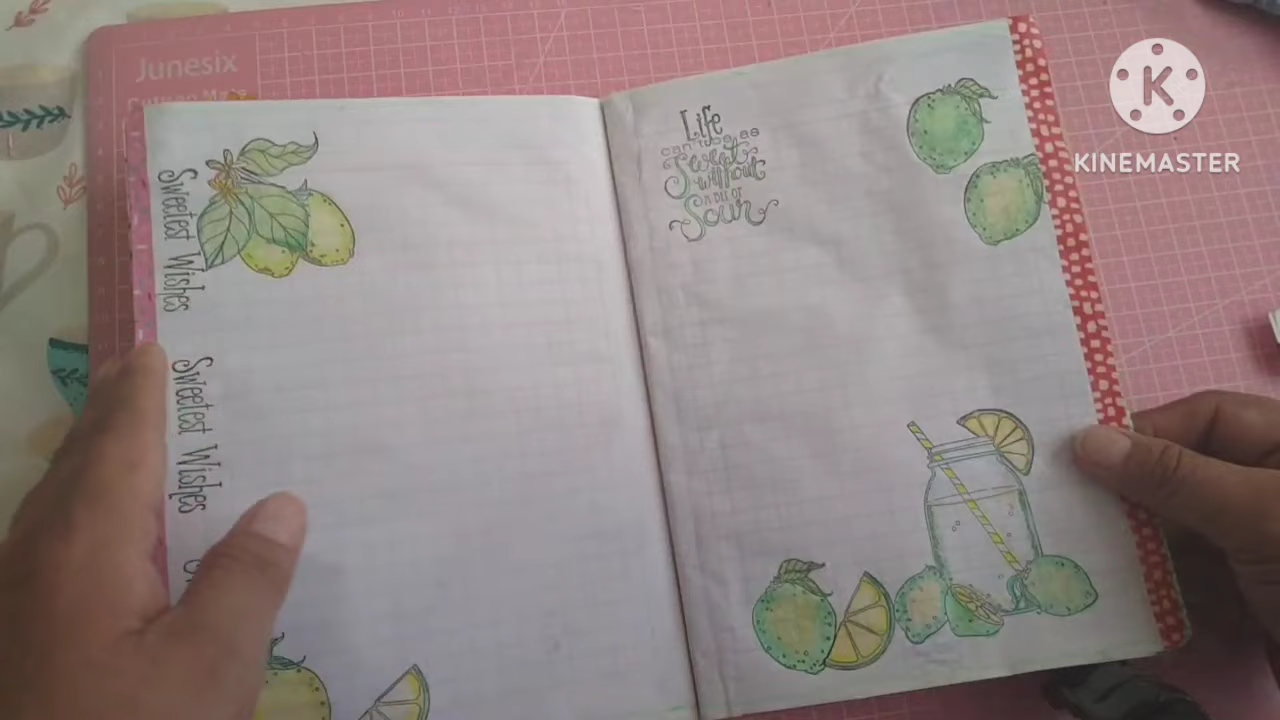 Junesix
Sweetest Wishes
Sweetest Wishes
Life
can't be as
Sweet
without
a bit of
Sour
K
KINEMASTER